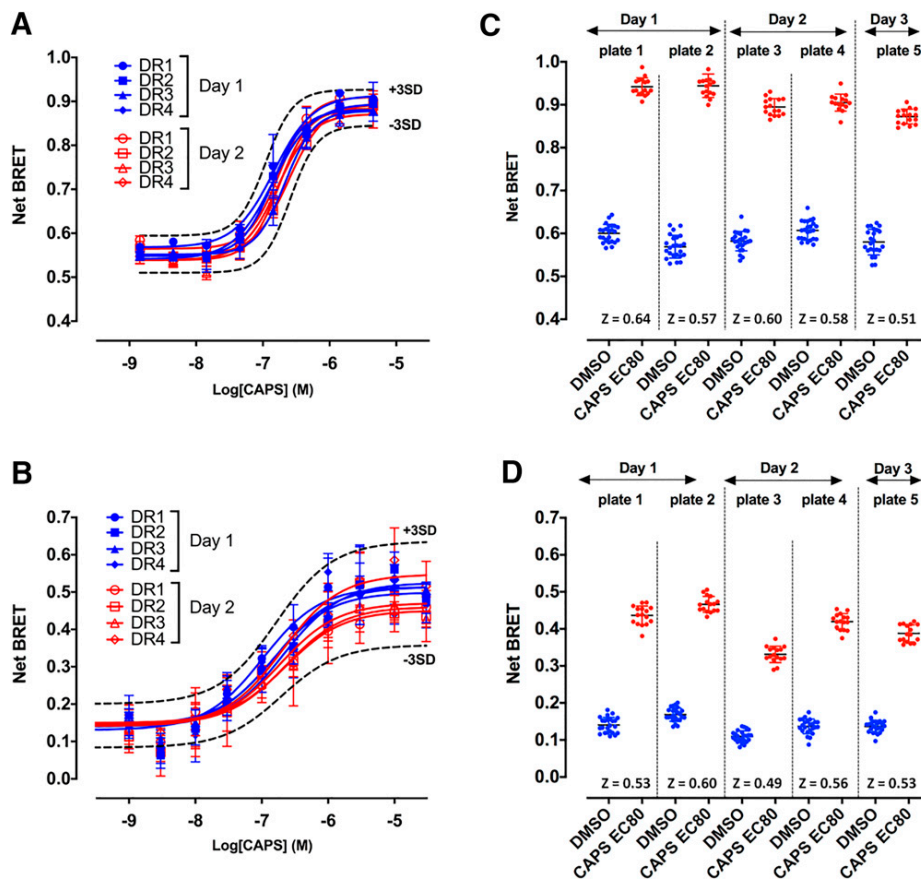 A
DR1
DR2
DR3
DR4
Day 1
DR1
DR2
DR3
DR4
Day 2
+3SD
-3SD
Net BRET
1.0
0.9
0.8
0.7
0.6
0.5
0.4
-9
-8
-7
-6
-5
Log[CAPS] (M)
B
DR1
DR2
DR3
DR4
Day 1
DR1
DR2
DR3
DR4
Day 2
+3SD
-3SD
Net BRET
0.7
0.6
0.5
0.4
0.3
0.2
0.1
0.0
-9
-8
-7
-6
-5
Log[CAPS] (M)
C
Day 1 Day 2 Day 3
plate 1 plate 2 plate 3 plate 4 plate 5
Net BRET
1.0
0.9
0.8
0.7
0.6
0.5
0.4
Z = 0.64 Z = 0.57 Z = 0.60 Z = 0.58 Z = 0.51
DMSO CAPS EC80 DMSO CAPS EC80 DMSO CAPS EC80 DMSO CAPS EC80 DMSO CAPS EC80
D
Day 1 Day 2 Day 3
plate 1 plate 2 plate 3 plate 4 plate 5
Net BRET
0.7
0.6
0.5
0.4
0.3
0.2
0.1
0.0
Z = 0.53 Z = 0.60 Z = 0.49 Z = 0.56 Z = 0.53
DMSO CAPS EC80 DMSO CAPS EC80 DMSO CAPS EC80 DMSO CAPS EC80 DMSO CAPS EC80